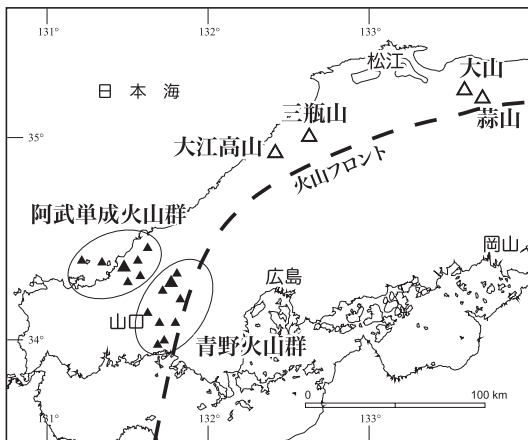 131°
132°
133°
日本海
松江
大山
三瓶山
蒜山
35°
大江高山
火山フロント
阿武単成火山群
岡山
広島
山口
34°
青野火山群
0
100 km
131°
132°
133°